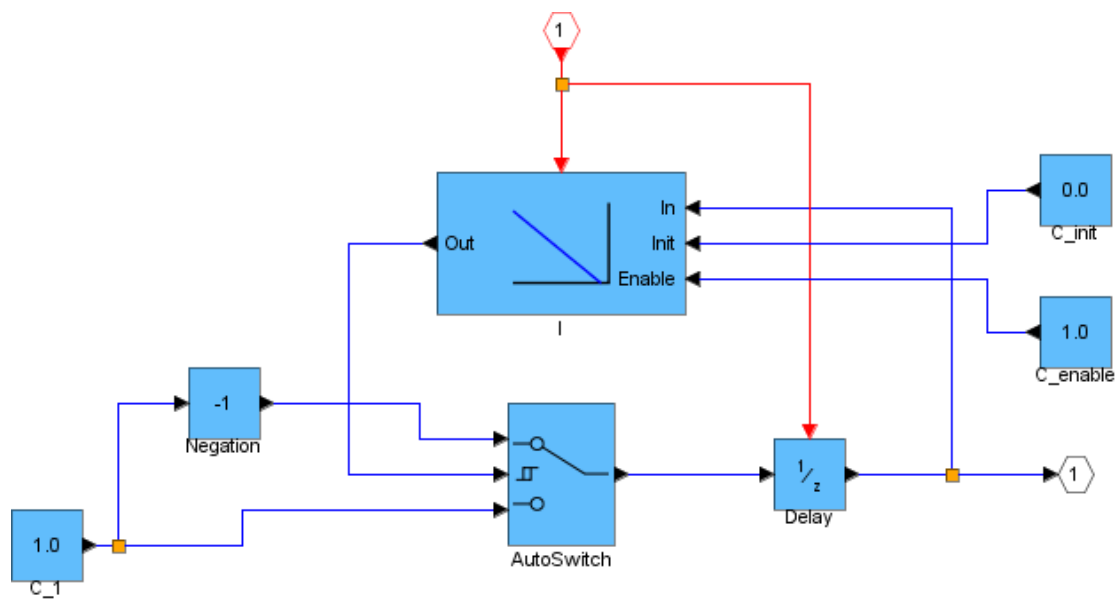 1
In
Init
Enable
Out
I
0.0
C_init
1.0
C_enable
-1
Negation
AutoSwitch
1/z
Delay
1
1.0
C_1